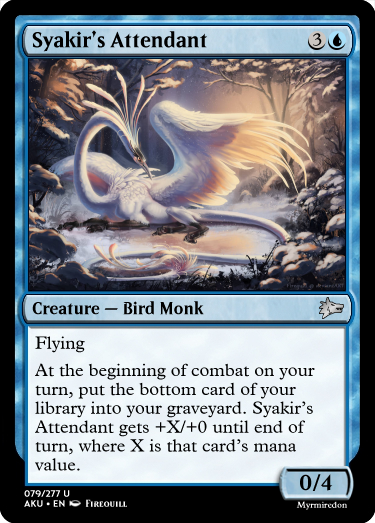 Syakir's Attendant 3
Creature — Bird Monk
Flying
At the beginning of combat on your
turn, put the bottom card of your
library into your graveyard. Syakir's
Attendant gets +X/+0 until end of
turn, where X is that card's mana
value.
0/4
079/277 U
AKU • EN Firequill
Myrmiredon